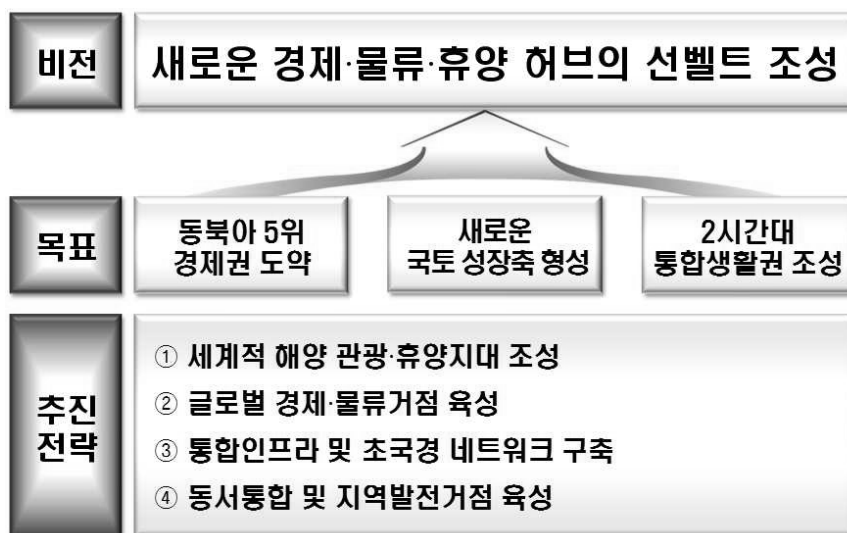 비전
새로운 경제·물류·휴양 허브의 선벨트 조성
목표
동북아 5위
경제권 도약
새로운
국토 성장축 형성
2시간대
통합생활권 조성
추진
전략
① 세계적 해양 관광·휴양지대 조성
② 글로벌 경제·물류거점 육성
③ 통합인프라 및 초국경 네트워크 구축
④ 동서통합 및 지역발전거점 육성